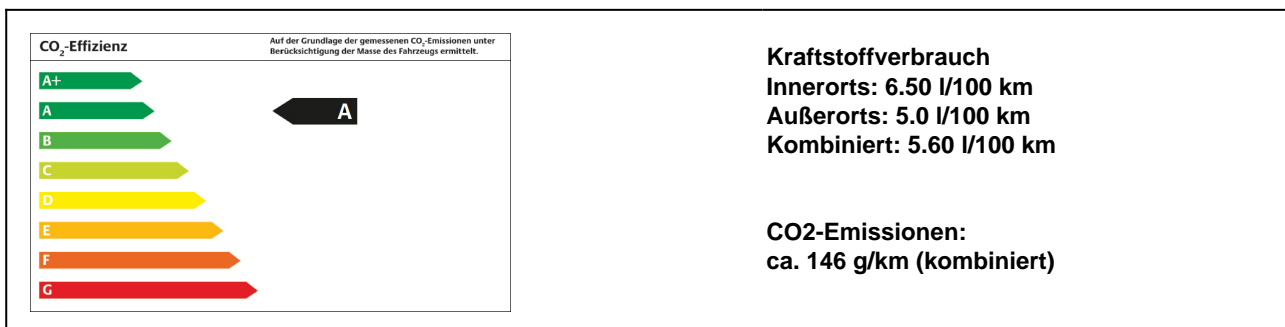 CO2-Effizienz
Auf der Grundlage der gemessenen CO2-Emissionen unter
Berücksichtigung der Masse des Fahrzeugs ermittelt.
A+
A
A
B
C
D
E
F
G
Kraftstoffverbrauch
Innerorts: 6.50 l/100 km
Außerorts: 5.0 l/100 km
Kombiniert: 5.60 l/100 km
CO2-Emissionen:
ca. 146 g/km (kombiniert)